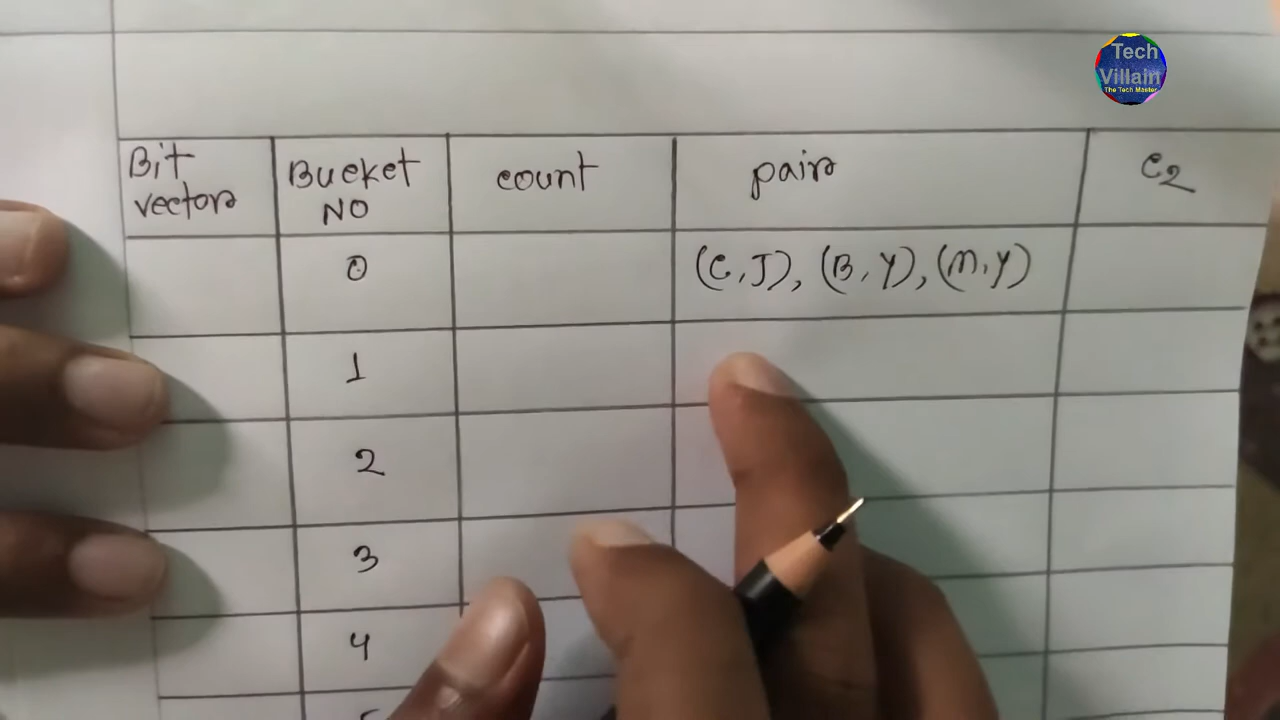 Tech
Villain
The Tech Master
Bit vector
Bucket NO
count
pair
C2
0
(C,J), (B,Y), (M,Y)
1
2
3
4